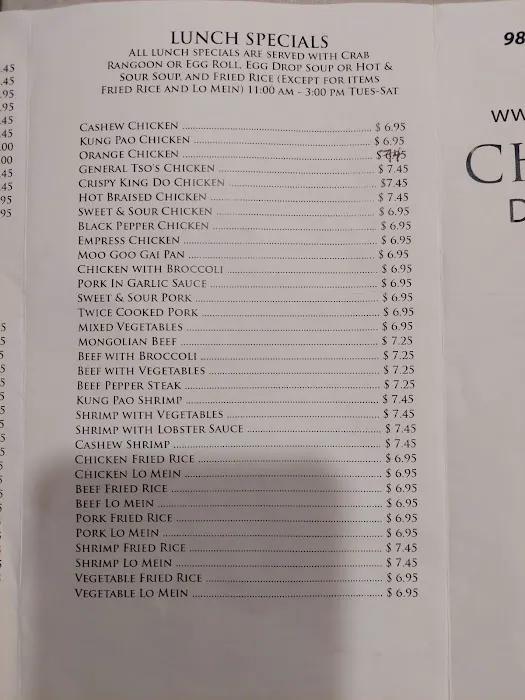 LUNCH SPECIALS
ALL LUNCH SPECIALS ARE SERVED WITH CRAB
RANGOON OR EGG ROLL, EGG DROP SOUP OR HOT &
SOUR SOUP, AND FRIED RICE (EXCEPT FOR ITEMS
FRIED RICE AND LO MEIN) 11:00 AM - 3:00 PM TUES-SAT
CASHEW CHICKEN $ 6.95
KUNG PAO CHICKEN $ 6.95
ORANGE CHICKEN
GENERAL TSO'S CHICKEN $ 7.45
CRISPY KING DO CHICKEN $7.45
HOT BRAISED CHICKEN $ 7.45
SWEET & SOUR CHICKEN $ 6.95
BLACK PEPPER CHICKEN $ 6.95
EMPRESS CHICKEN $ 6.95
MOO GOO GAI PAN $ 6.95
CHICKEN WITH BROCCOLI $ 6.95
PORK IN GARLIC SAUCE $ 6.95
SWEET & SOUR PORK $ 6.95
TWICE COOKED PORK $ 6.95
MIXED VEGETABLES $ 6.95
MONGOLIAN BEEF $ 7.25
BEEF WITH BROCCOLI $ 7.25
BEEF WITH VEGETABLES $ 7.25
BEEF PEPPER STEAK $ 7.25
KUNG PAO SHRIMP $ 7.45
SHRIMP WITH VEGETABLES $ 7.45
SHRIMP WITH LOBSTER SAUCE $ 7.45
CASHEW SHRIMP $ 7.45
CHICKEN FRIED RICE $ 6.95
CHICKEN LO MEIN $ 6.95
BEEF FRIED RICE $ 6.95
BEEF LO MEIN $ 6.95
PORK FRIED RICE $ 6.95
PORK LO MEIN $ 6.95
SHRIMP FRIED RICE $ 7.45
SHRIMP LO MEIN $ 7.45
VEGETABLE FRIED RICE $ 6.95
VEGETABLE LO MEIN $ 6.95